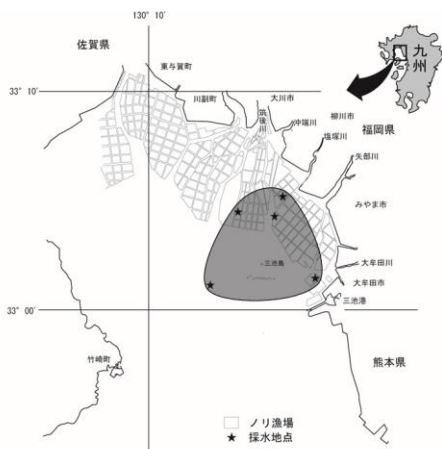 130° 10'
佐賀県
九州
東与賀町
33° 10'
川副町
大川市
筑後川
沖端川
柳川市
塩塚川
福岡県
矢部川
みやま市
三池島
大牟田川
大牟田市
33° 00'
三池港
竹崎町
熊本県
ノリ漁場
★ 採水地点